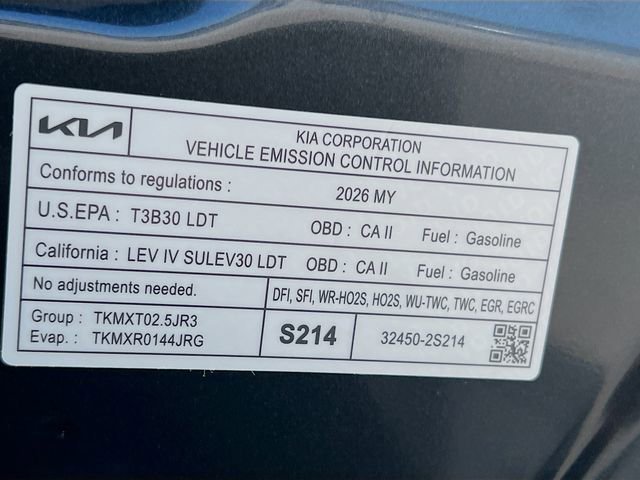 KIA
KIA CORPORATION
VEHICLE EMISSION CONTROL INFORMATION
Conforms to regulations : 2026 MY
U.S.EPA : T3B30 LDT OBD : CA II Fuel : Gasoline
California : LEV IV SULEV30 LDT OBD : CA II Fuel : Gasoline
No adjustments needed. DFI, SFI, WR-HO2S, HO2S, WU-TWC, TWC, EGR, EGRC
Group : TKMXT02.5JR3
Evap. : TKMXR0144JRG
S214
32450-2S214